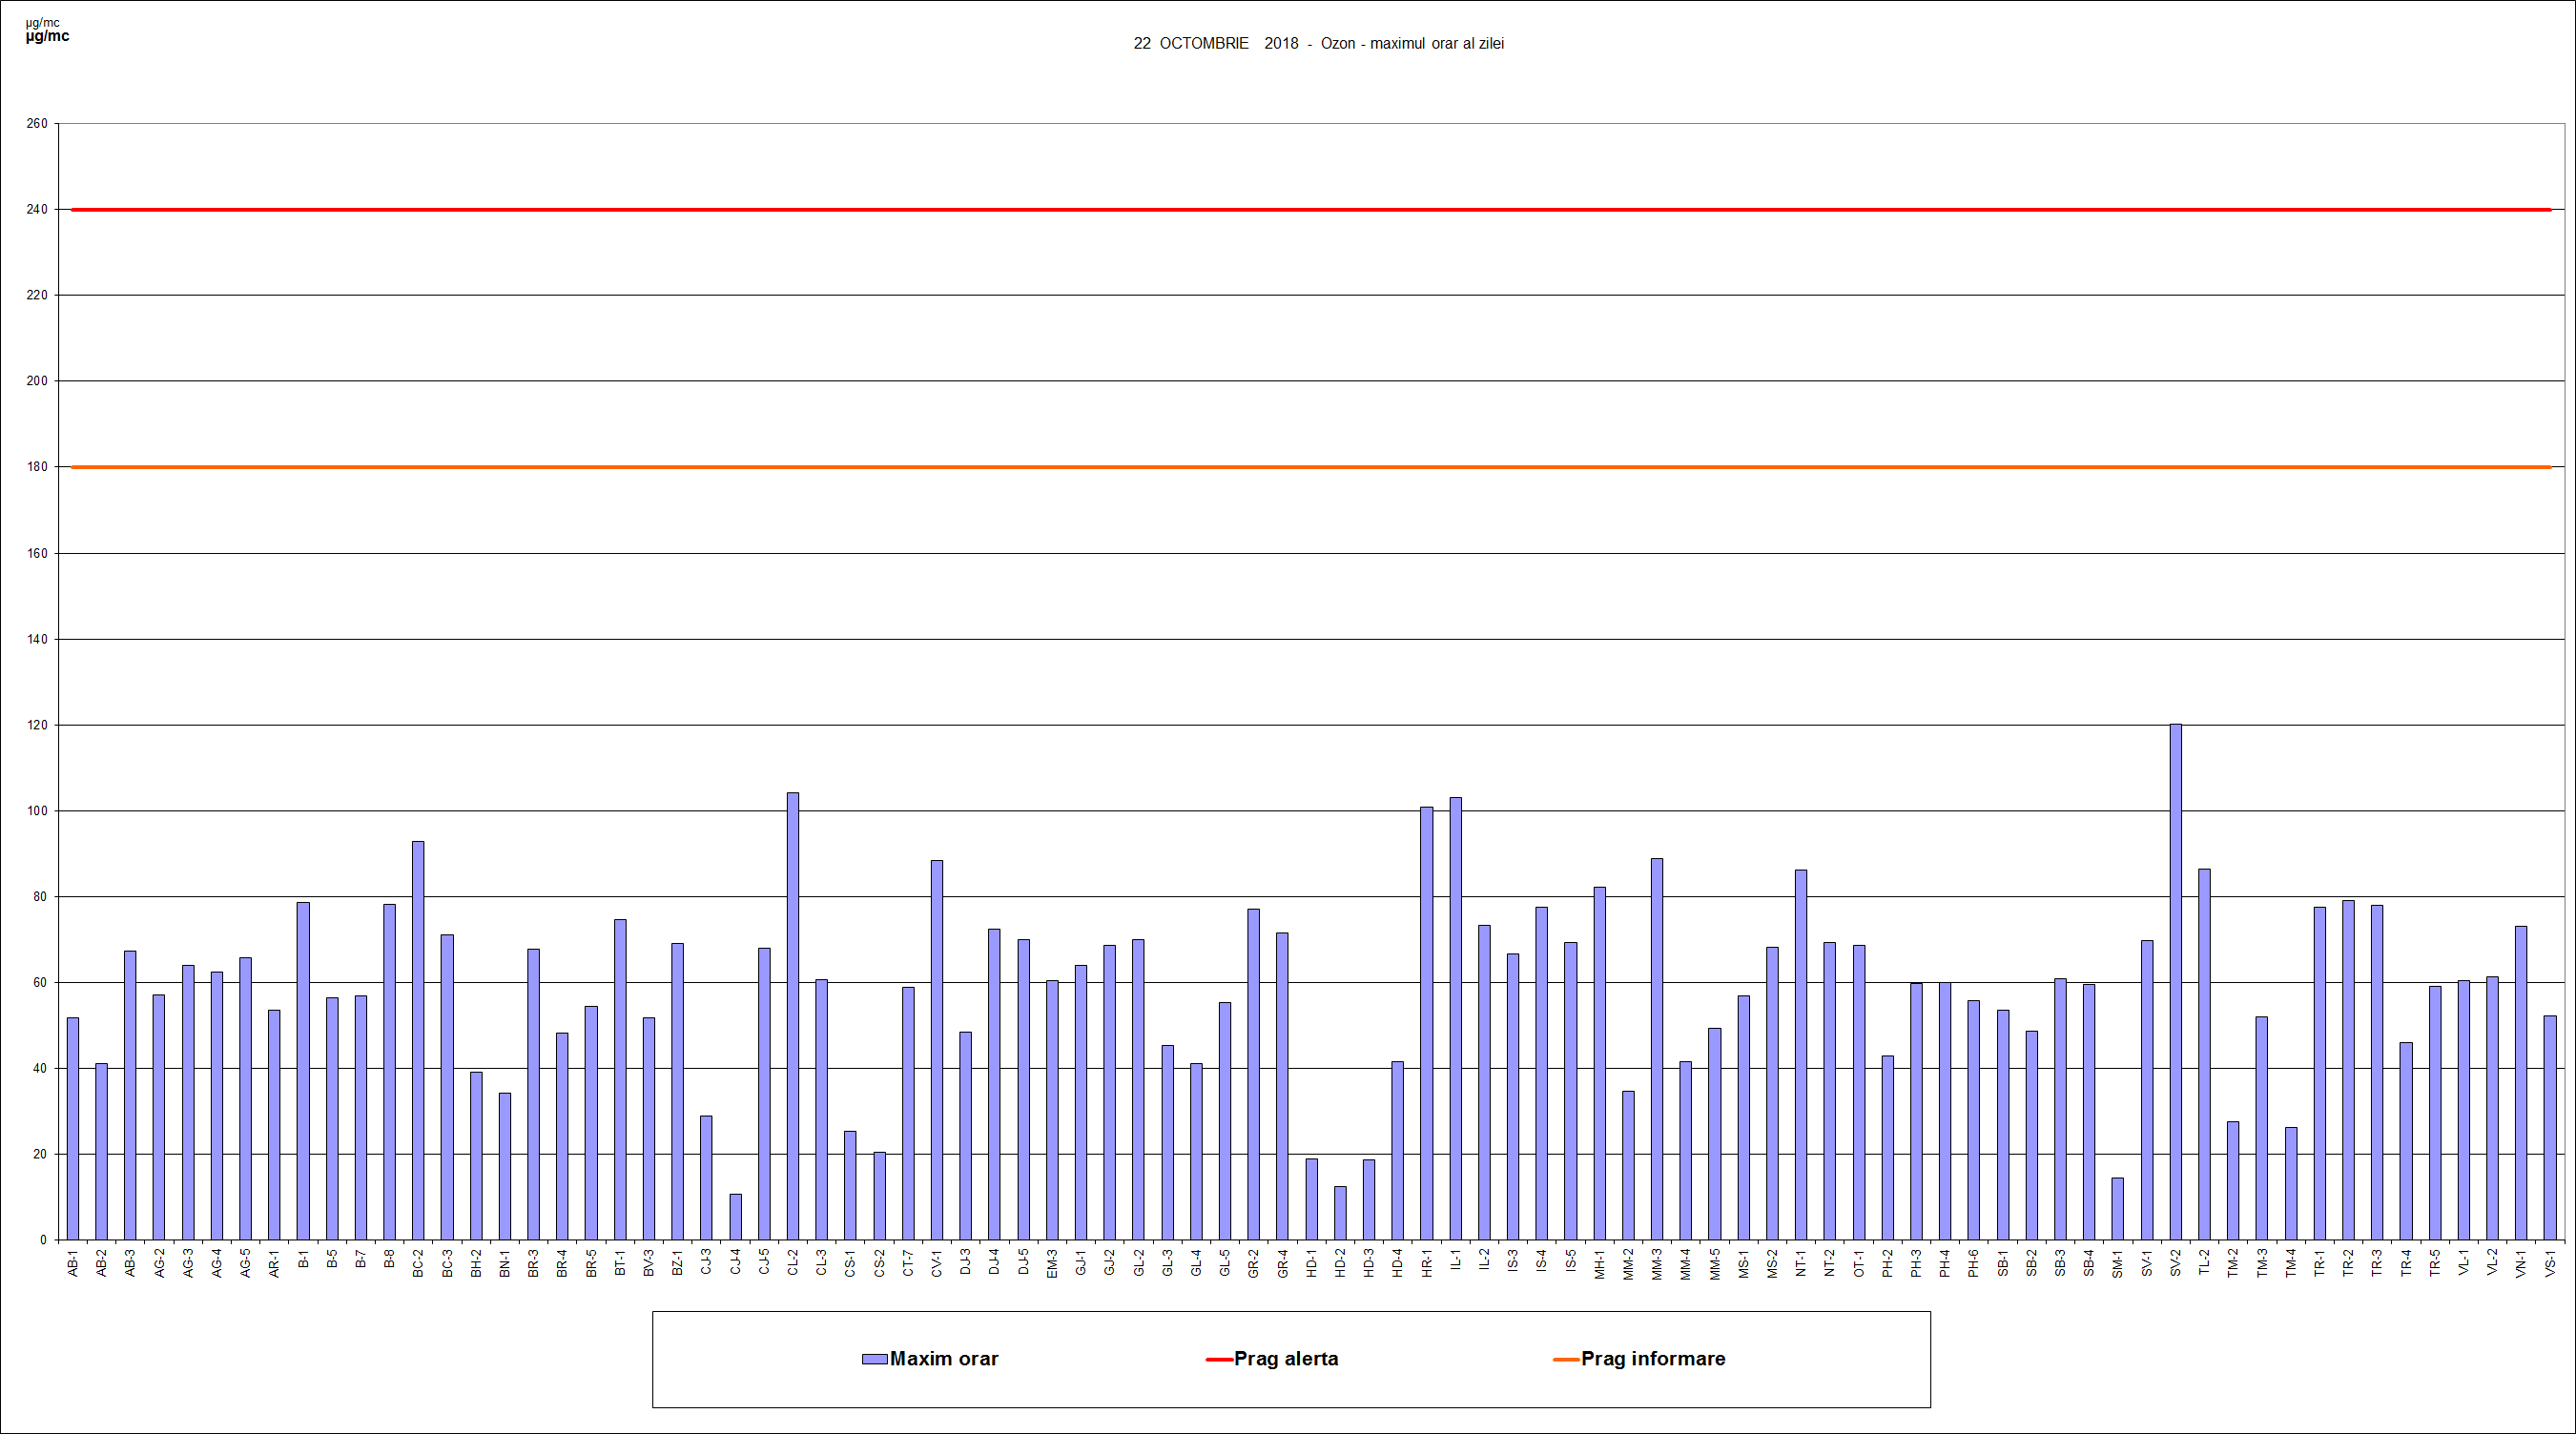 µg/mc
µg/mc
22 OCTOMBRIE 2018 - Ozon - maximul orar al zilei
260
240
220
200
180
160
140
120
100
80
60
40
20
0
AB-1 AB-2 AB-3 AG-2 AG-3 AG-4 AG-5 AR-1 B-1 B-5 B-7 B-8 BC-2 BC-3 BH-2 BN-1 BR-3 BR-4 BR-5 BT-1 BV-3 BZ-1 CJ-3 CJ-4 CJ-5 CL-2 CL-3 CS-1 CS-2 CT-7 CV-1 DJ-3 DJ-4 DJ-5 EM-3 GJ-1 GJ-2 GL-2 GL-3 GL-4 GL-5 GR-2 GR-4 HD-1 HD-2 HD-3 HD-4 HR-1 IL-1 IL-2 IS-3 IS-4 IS-5 MH-1 MM-2 MM-3 MM-4 MM-5 MS-1 MS-2 NT-1 NT-2 OT-1 PH-2 PH-3 PH-4 PH-6 SB-1 SB-2 SB-3 SB-4 SM-1 SV-1 SV-2 TL-2 TM-2 TM-3 TM-4 TR-1 TR-2 TR-3 TR-4 TR-5 VL-1 VL-2 VN-1 VS-1
Maxim orar Prag alerta Prag informare